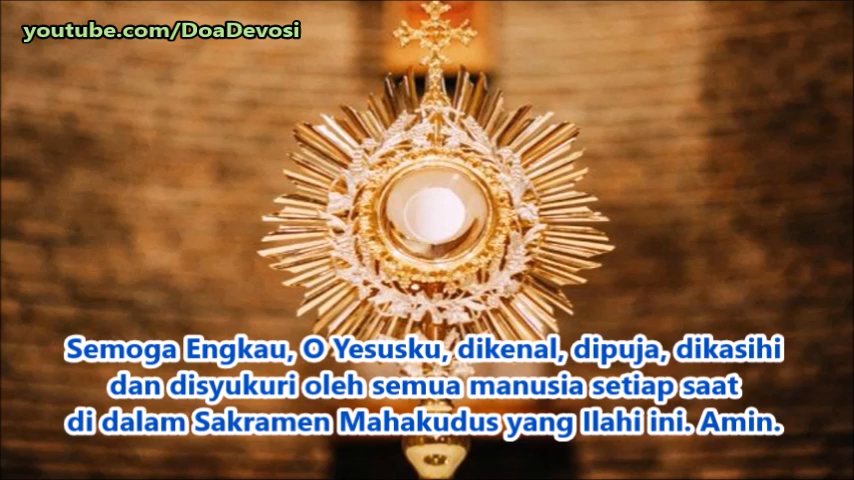 youtube.com/DoaDevosi
Semoga Engkau, O Yesusku, dikenal, dipuja, dikasihi
dan disyukuri oleh semua manusia setiap saat
di dalam Sakramen Mahakudus yang Ilahi ini. Amin.